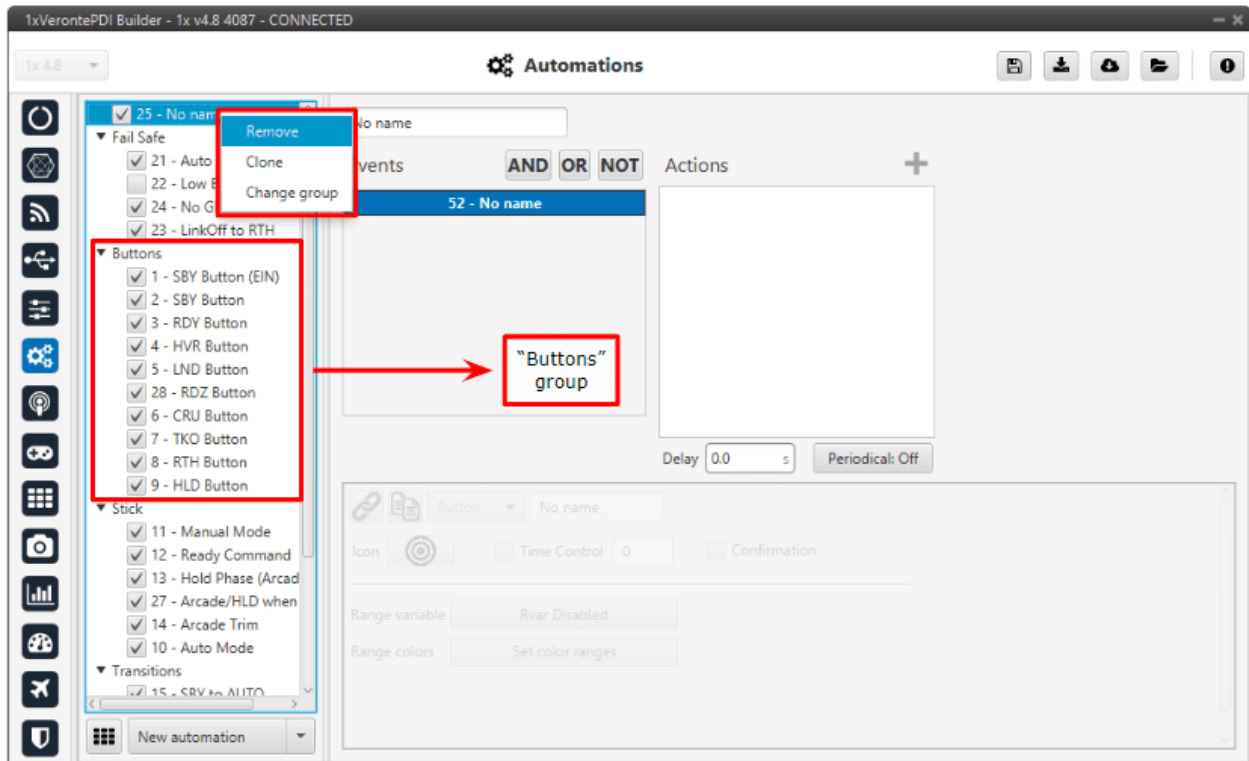 1xVerontePDI Builder - 1x v4.8 4087 - CONNECTED
1x 4.8
Automations
25 - No nam
Remove
Clone
Change group
Fail Safe
21 - Auto
22 - Low
24 - No G
23 - LinkOff to RTH
Buttons
1 - SBY Button (EIN)
2 - SBY Button
3 - RDY Button
4 - HVR Button
5 - LND Button
28 - RDZ Button
6 - CRU Button
7 - TKO Button
8 - RTH Button
9 - HLD Button
Stick
11 - Manual Mode
12 - Ready Command
13 - Hold Phase (Arcad
27 - Arcade/HLD when
14 - Arcade Trim
10 - Auto Mode
Transitions
15 - SBY to AUTO
New automation
No name
vents
AND OR NOT
52 - No name
"Buttons"
group
Actions
Delay 0.0 s
Periodical: Off
Button No name
Icon Time Control 0 Confirmation
Range variable Rvar Disabled
Range colors Set color ranges